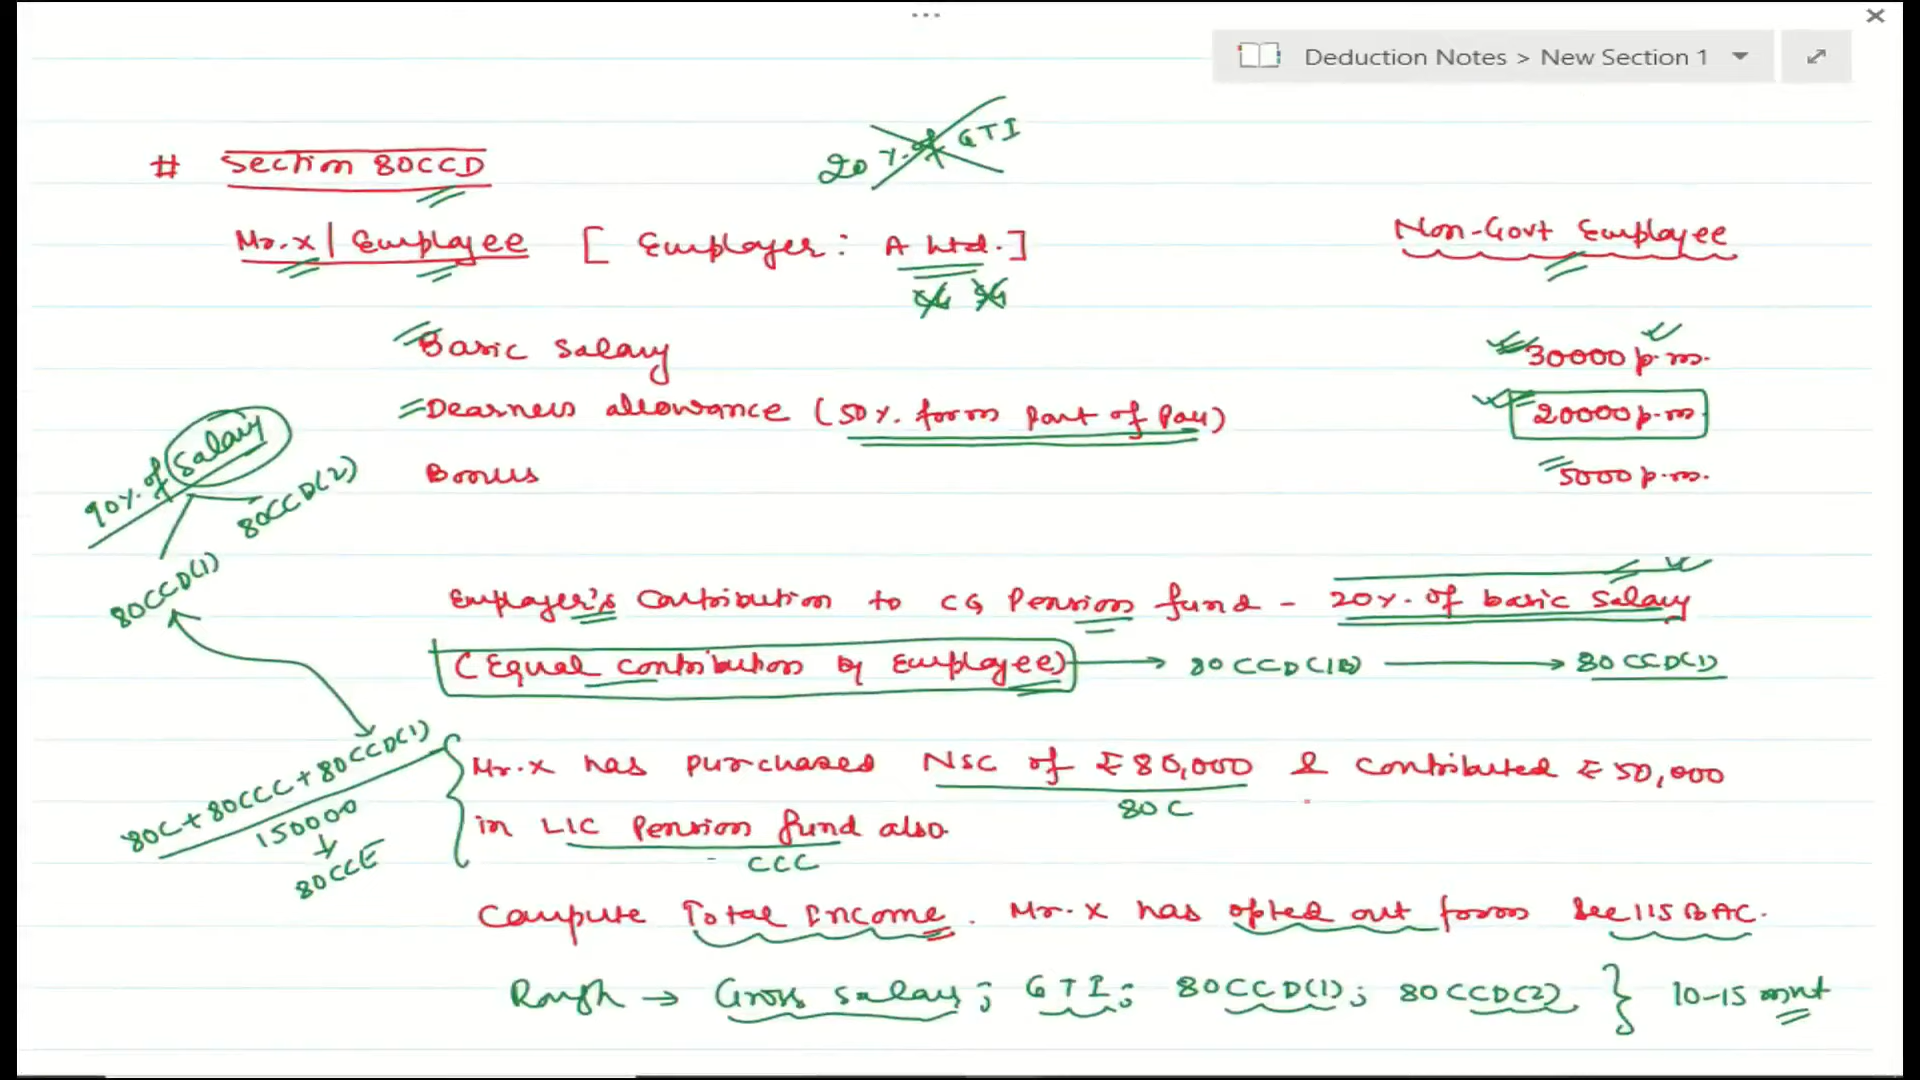 ...
Deduction Notes > New Section 1
20 %. of GTI
# Section 80CCD
Mr.X | Employee [ Employer : A Ltd.]
Non-Govt Employee
CG SG
Basic Salary 30000 p.m.
Dearness allowance (50%. form part of Pay) 20000 p.m
Bonus 5000 p.m.
80CCD(2)
80CCD(1)
Employer's Contribution to CG Pension fund - 20%. of basic Salary
(Equal contribution by Employee) → 80CCD(1B) → 80CCD(1)
80C + 80CCC + 80CCD(1)
150000
↓
80CCE
Mr.X has purchased NSC of ₹80,000 & contributed ₹50,000
80C
in LIC Pension fund also.
CCC
Compute Total Income. Mr.X has opted out form Sec 115BAC.
Rough → Gross Salary; GTI; 80CCD(1); 80CCD(2) } 10-15 mnt